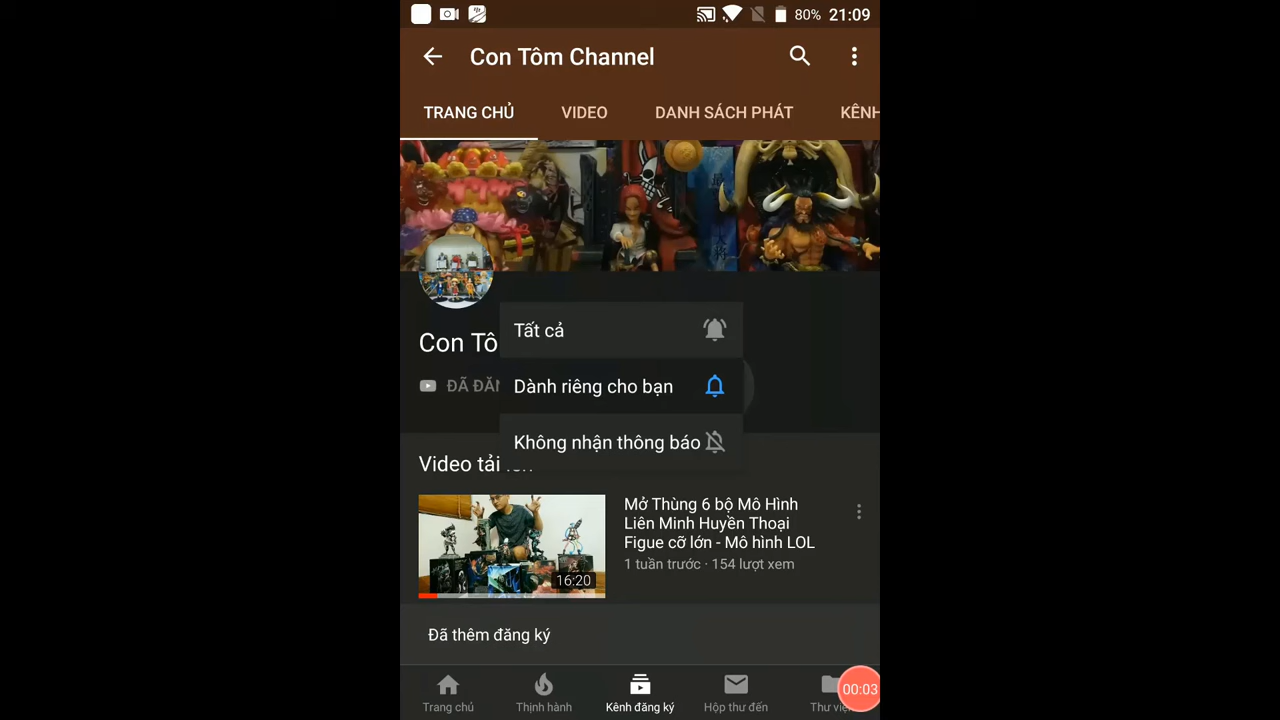 80% 21:09
Con Tôm Channel
TRANG CHỦ VIDEO DANH SÁCH PHÁT KÊNH
Tất cả
Con Tô
ĐÃ ĐĂN Dành riêng cho bạn
Không nhận thông báo
Video tải lên
Mở Thùng 6 bộ Mô Hình
Liên Minh Huyền Thoại
Figue cỡ lớn - Mô hình LOL
16:20
1 tuần trước · 154 lượt xem
Đã thêm đăng ký
Trang chủ Thịnh hành Kênh đăng ký Hộp thư đến Thư viện
00:03